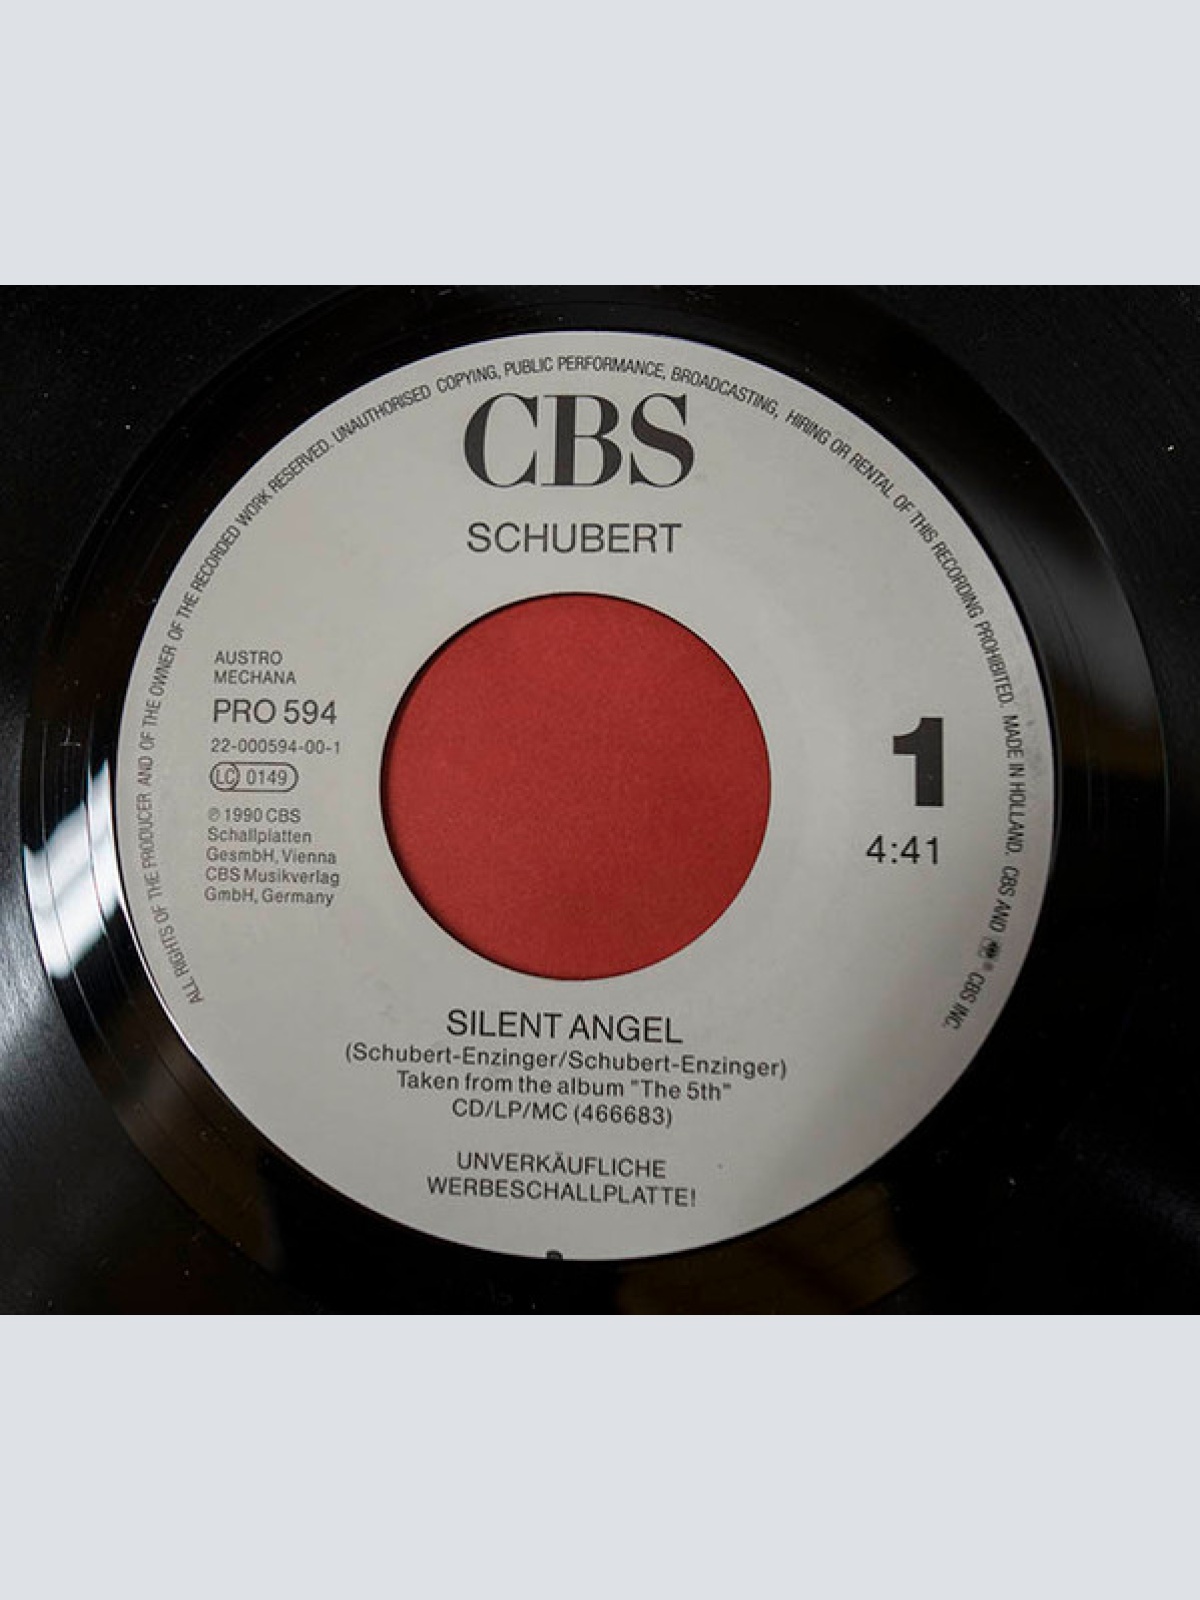 ALL RIGHTS OF THE PRODUCER AND OF THE OWNER OF THE RECORDED WORK RESERVED. UNAUTHORISED COPYING, PUBLIC PERFORMANCE, BROADCASTING, HIRING OR RENTAL OF THIS RECORDING PROHIBITED. MADE IN HOLLAND. CBS AND ® CBS INC.
CBS
SCHUBERT
AUSTRO
MECHANA
PRO 594
22-000594-00-1
LC 0149
℗ 1990 CBS
Schallplatten
GesmbH, Vienna
CBS Musikverlag
GmbH, Germany
1
4:41
SILENT ANGEL
(Schubert-Enzinger/Schubert-Enzinger)
Taken from the album "The 5th"
CD/LP/MC (466683)
UNVERKÄUFLICHE
WERBESCHALLPLATTE!